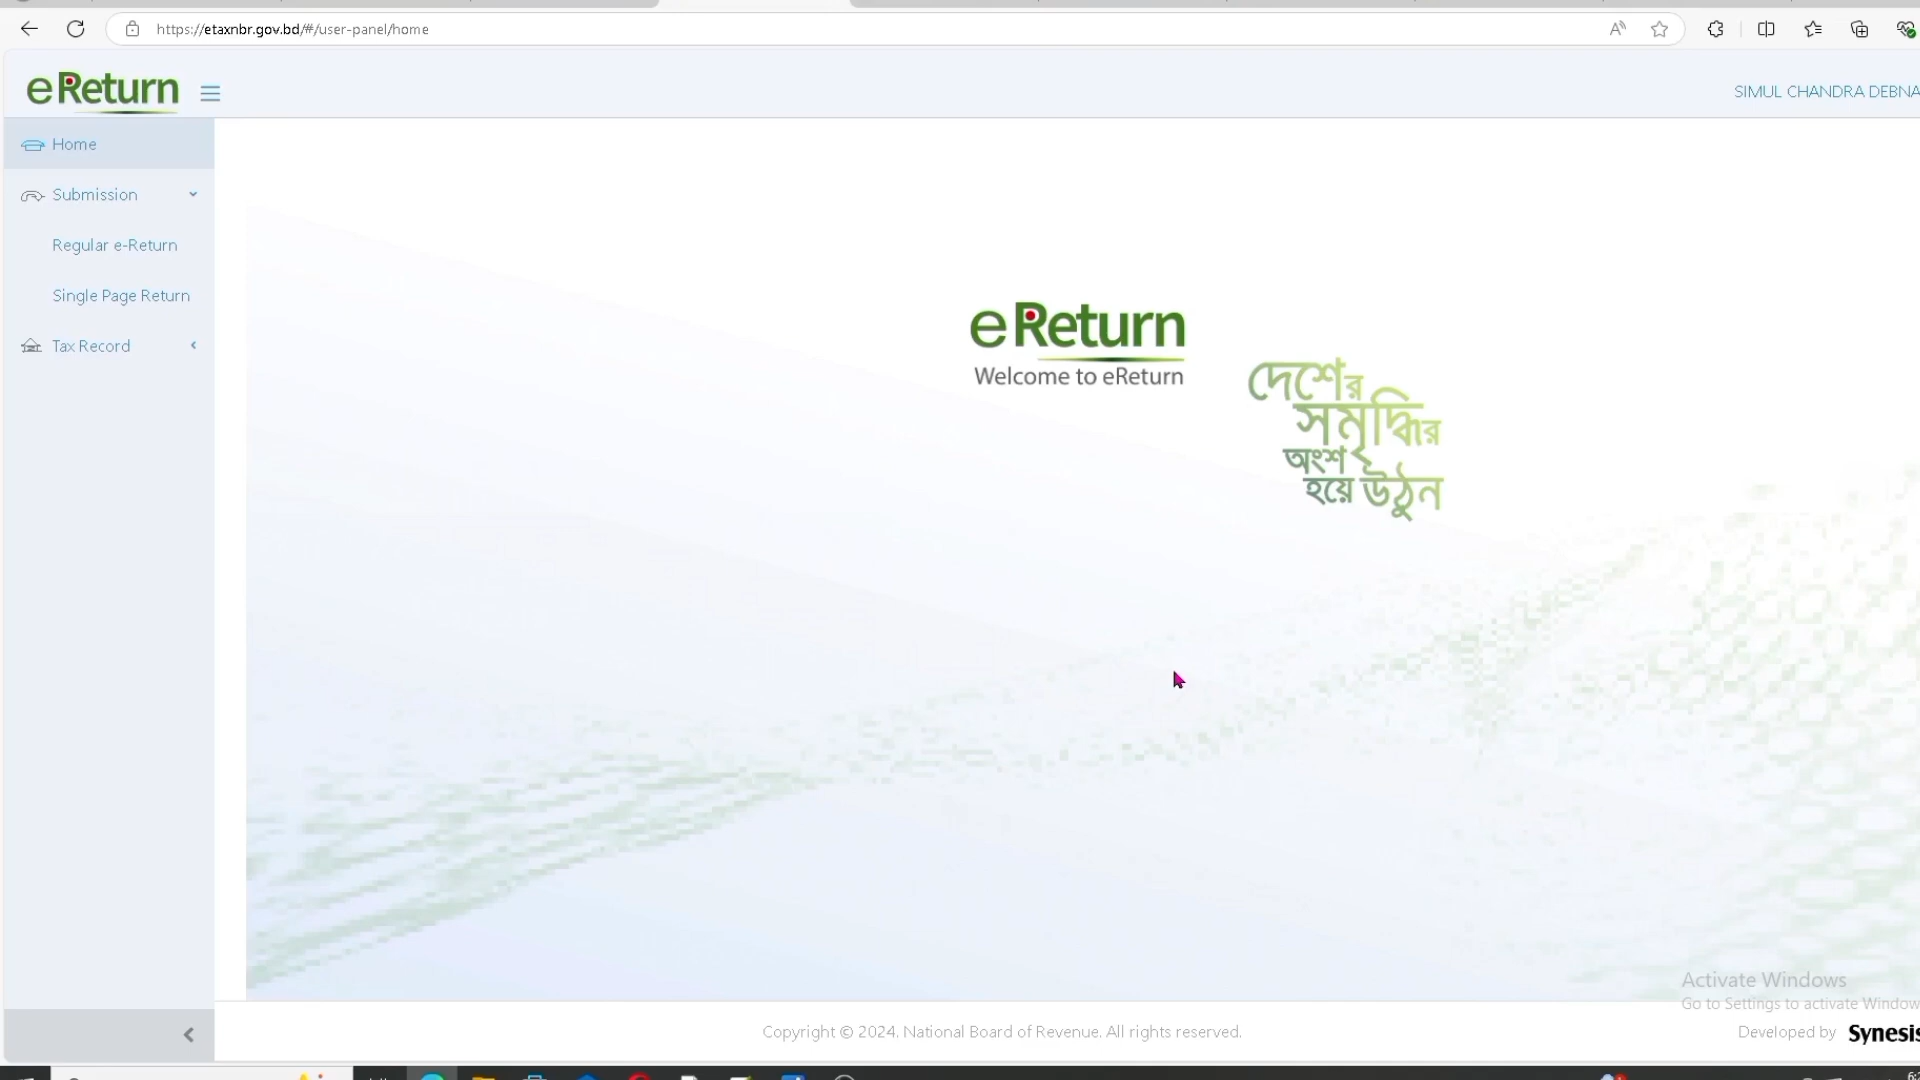 https://etaxnbr.gov.bd/#/user-panel/home
eReturn
SIMUL CHANDRA DEBNA
Home
Submission
Regular e-Return
Single Page Return
Tax Record
eReturn
Welcome to eReturn
দেশের
সমৃদ্ধির
অংশ
হয়ে উঠুন
Activate Windows
Go to Settings to activate Window
Copyright © 2024. National Board of Revenue. All rights reserved.
Developed by Synesis